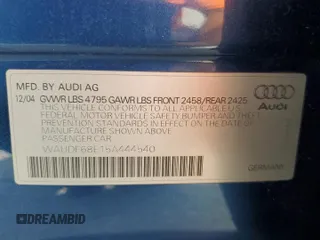 MFD. BY AUDI AG
12/04 GVWR LBS 4795 GAWR LBS FRONT 2458/REAR 2425
THIS VEHICLE CONFORMS TO ALL APPLICABLE U.S.
FEDERAL MOTOR VEHICLE SAFETY BUMPER AND THEFT
PREVENTION STANDARDS IN EFFECT ON THE DATE OF
MANUFACTURE SHOWN ABOVE
PASSENGER CAR
Audi
GERMANY
DREAMBID